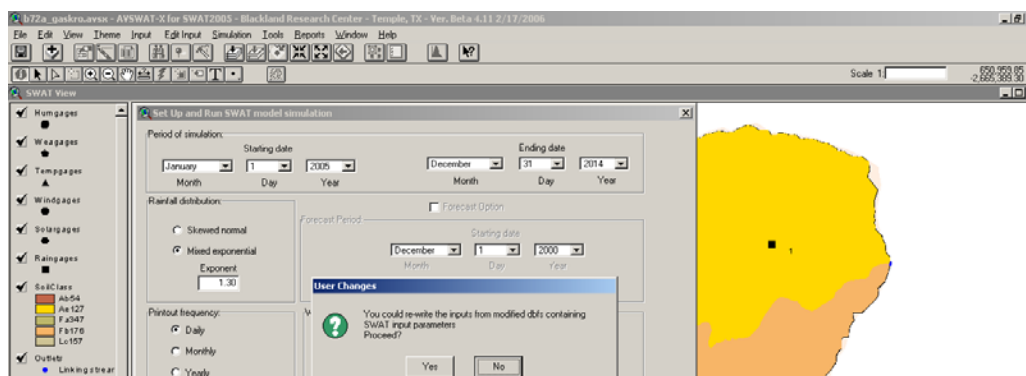 b72a_gaskro.avsx - AVSWAT-X for SWAT2005 - Blackland Research Center - Temple, TX - Ver. Beta 4.11 2/17/2006
File Edit View Theme Input Edit Input Simulation Tools Reports Window Help
Scale 1:
SWAT View
Humgages
Weagages
Tempgages
Windgages
Solargages
Raingages
SoilClass
Ab54
Ae127
Fa347
Fb176
Lc157
Outlets
Linking strear
Set Up and Run SWAT model simulation
Period of simulation:
Starting date
January 1 2005
Month Day Year
Ending date
December 31 2014
Month Day Year
Rainfall distribution:
Skewed normal
Mixed exponential
Exponent
1.30
Forecast Option
Forecast Period
Starting date
December 1 2000
Month Day Year
Printout frequency:
Daily
Monthly
Yearly
User Changes
You could re-write the inputs from modified dbfs containing
SWAT input parameters
Proceed?
Yes No
1